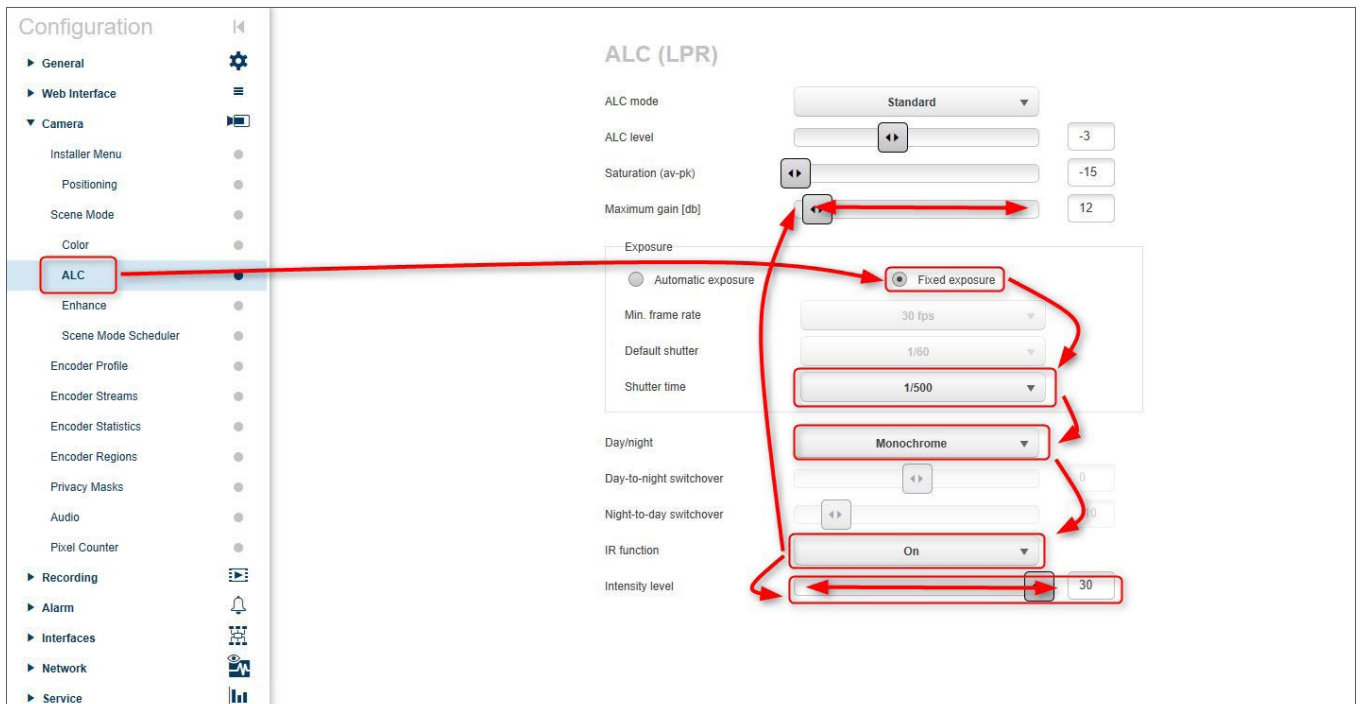 Configuration
General
Web Interface
Camera
Installer Menu
Positioning
Scene Mode
Color
ALC
Enhance
Scene Mode Scheduler
Encoder Profile
Encoder Streams
Encoder Statistics
Encoder Regions
Privacy Masks
Audio
Pixel Counter
Recording
Alarm
Interfaces
Network
Service
ALC (LPR)
ALC mode Standard
ALC level -3
Saturation (av-pk) -15
Maximum gain [db] 12
Exposure
Automatic exposure Fixed exposure
Min. frame rate 30 fps
Default shutter 1/60
Shutter time 1/500
Day/night Monochrome
Day-to-night switchover 0
Night-to-day switchover
IR function On
Intensity level 30